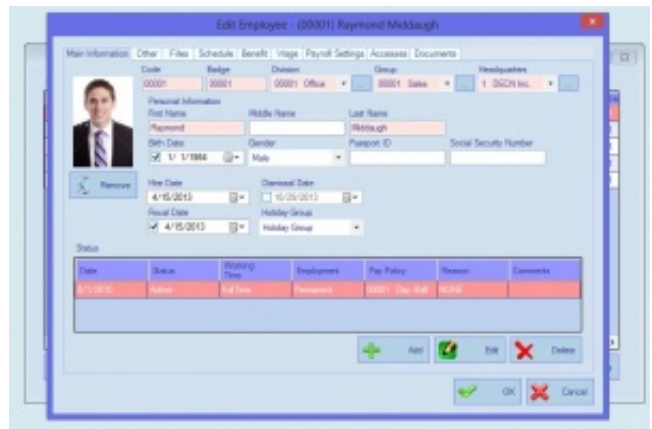 Edit Employee - (00001) Raymond Middaugh
Main Information Other Files Schedule Benefit Wage Payroll Settings Accesses Documents
Code Badge Division Group Headquarters
00001 00001 00001 Office 00001 Sales 1
Personal Information
First Name Middle Name Last Name
Raymond Middaugh
Birth Date Gender Passport ID Social Security Number
1/ 1/1984 Male
Remove
Hire Date Dismissal Date
4/15/2013 10/29/2013
Fiscal Date Holiday Group
4/15/2013 Holiday Group
Status
Date Status Working Time Employment Pay Policy Reason Comments
Active Full Time Permanent 00001 Day Shift NONE
Add Edit Delete
OK Cancel